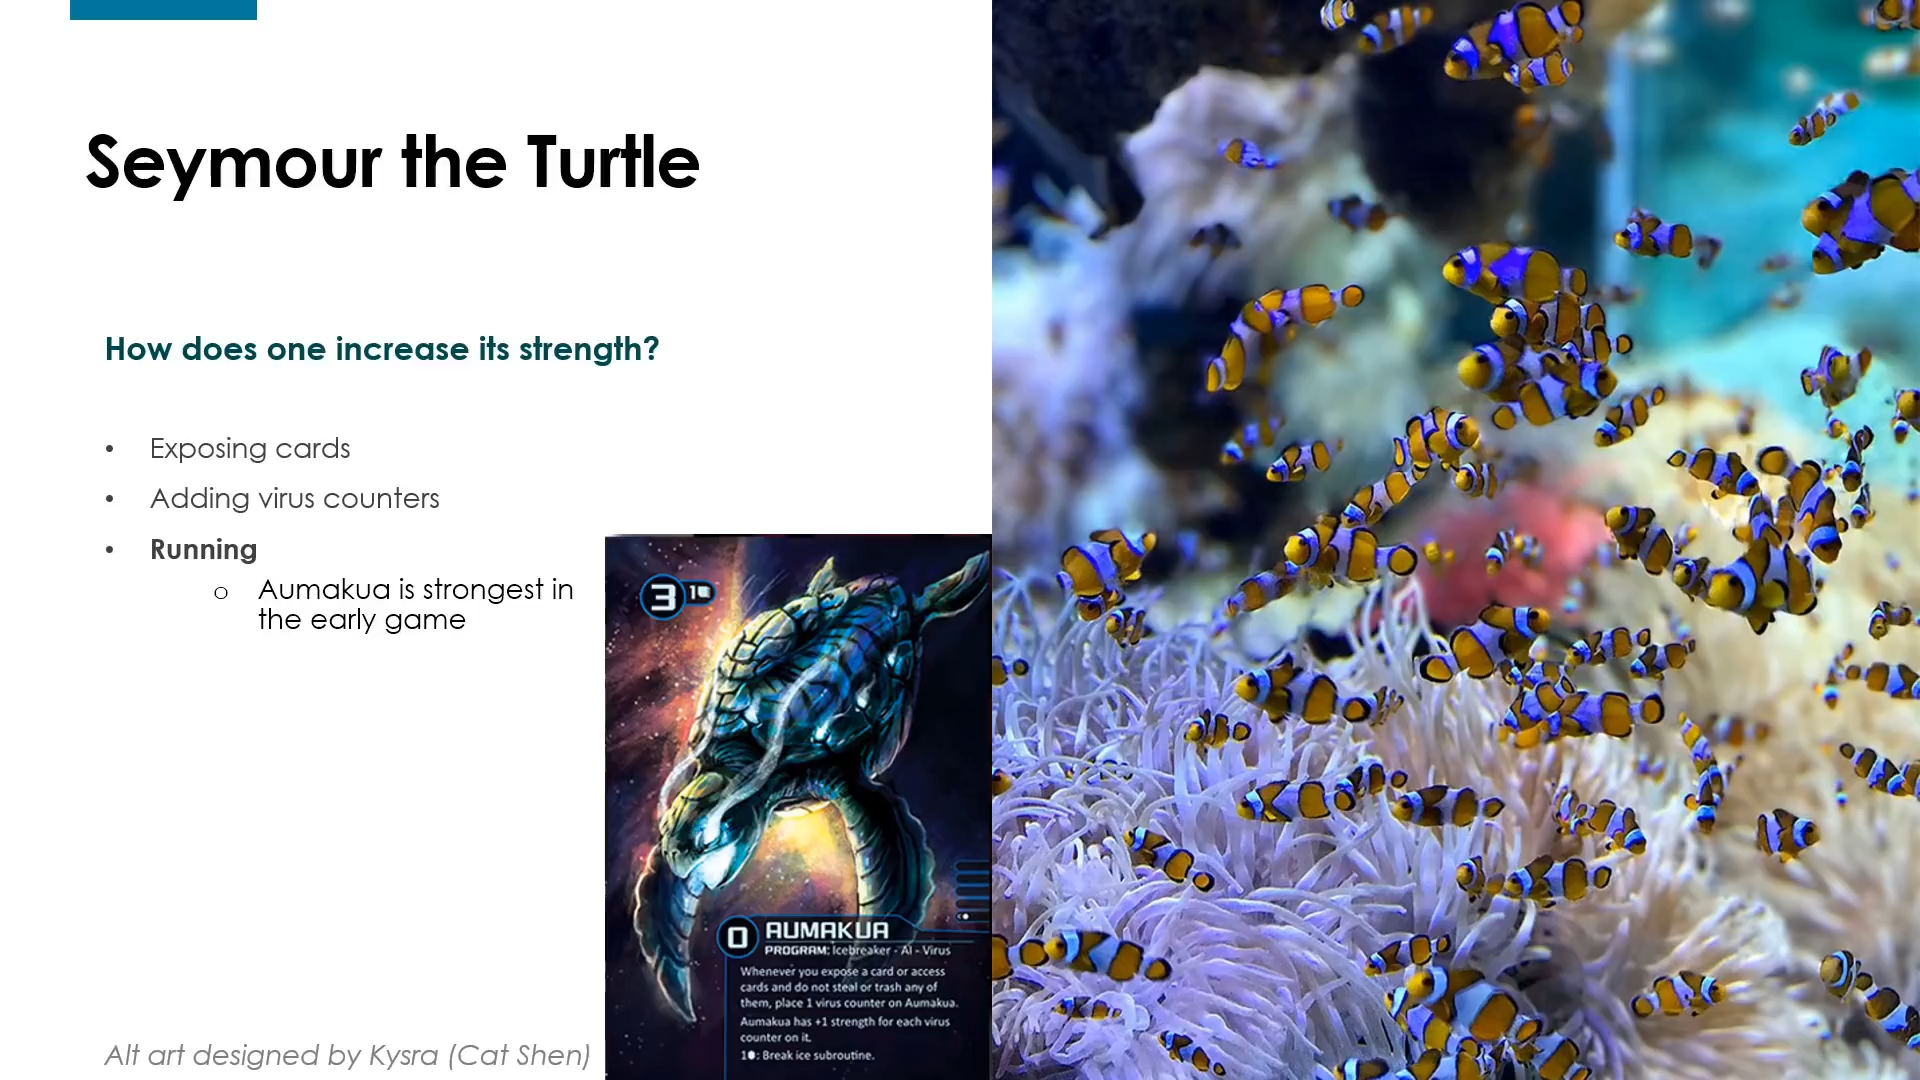 Seymour the Turtle
How does one increase its strength?
• Exposing cards
• Adding virus counters
• Running
o Aumakua is strongest in
the early game
3 1
0 AUMAKUA
PROGRAM: Icebreaker - AI - Virus
Whenever you expose a card or access
cards and do not steal or trash any of
them, place 1 virus counter on Aumakua.
Aumakua has +1 strength for each virus
counter on it.
1: Break ice subroutine.
Alt art designed by Kysra (Cat Shen)